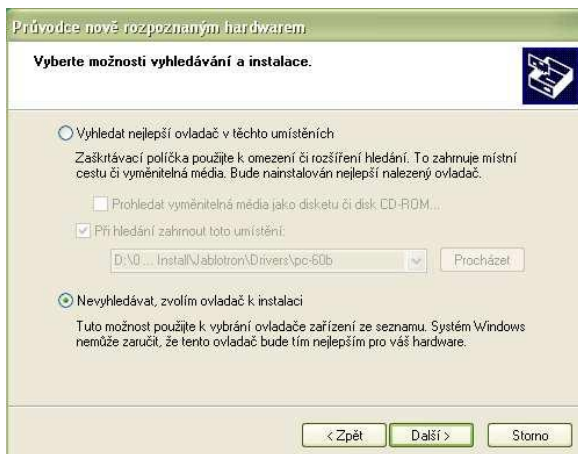 Průvodce nově rozpoznaným hardwarem
Vyberte možnosti vyhledávání a instalace.
Vyhledat nejlepší ovladač v těchto umístěních
Zaškrtávací políčka použijte k omezení či rozšíření hledání. To zahrnuje místní
cestu či vyměnitelná média. Bude nainstalován nejlepší nalezený ovladač.
Prohledat vyměnitelná média jako disketu či disk CD-ROM...
Při hledání zahrnout toto umístění:
D:\0 ... Install\Jablotron\Drivers\pc-60b
Procházet
Nevyhledávat, zvolím ovladač k instalaci
Tuto možnost použijte k vybrání ovladače zařízení ze seznamu. Systém Windows
nemůže zaručit, že tento ovladač bude tím nejlepším pro váš hardware.
< Zpět Další > Storno